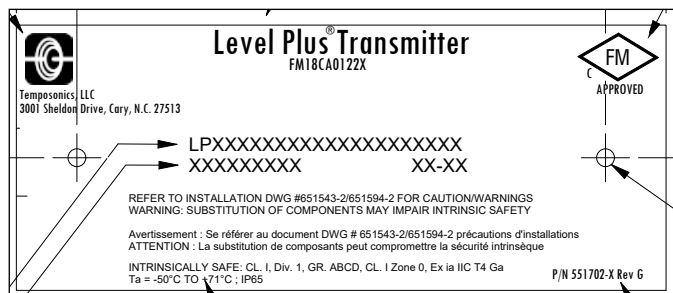 Level Plus® Transmitter
FM18CA0122X
FM
C
APPROVED
Temposonics, LLC
3001 Sheldon Drive, Cary, N.C. 27513
LPXXXXXXXXXXXXXXXXXXXX
XXXXXXXXX XX-XX
REFER TO INSTALLATION DWG #651543-2/651594-2 FOR CAUTION/WARNINGS
WARNING: SUBSTITUTION OF COMPONENTS MAY IMPAIR INTRINSIC SAFETY
Avertissement : Se référer au document DWG # 651543-2/651594-2 précautions d'installations
ATTENTION : La substitution de composants peut compromettre la sécurité intrinsèque
INTRINSICALLY SAFE: CL. I, Div. 1, GR. ABCD, CL. I Zone 0, Ex ia IIC T4 Ga
Ta = -50°C TO +71°C ; IP65
P/N 551702-X Rev G